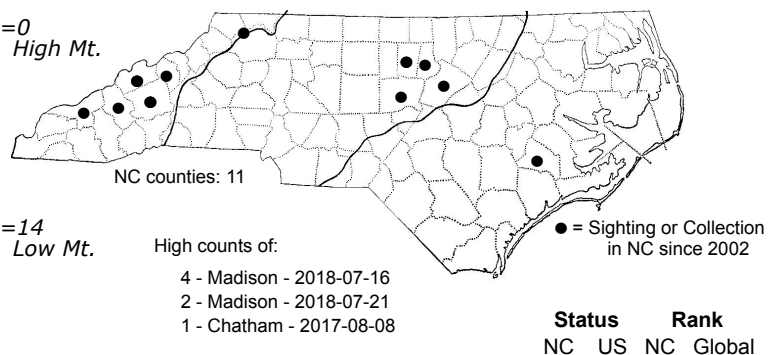 =0
High Mt.
NC counties: 11
=14
Low Mt.
High counts of:
4 - Madison - 2018-07-16
2 - Madison - 2018-07-21
1 - Chatham - 2017-08-08
● = Sighting or Collection
in NC since 2002
Status Rank
NC US NC Global